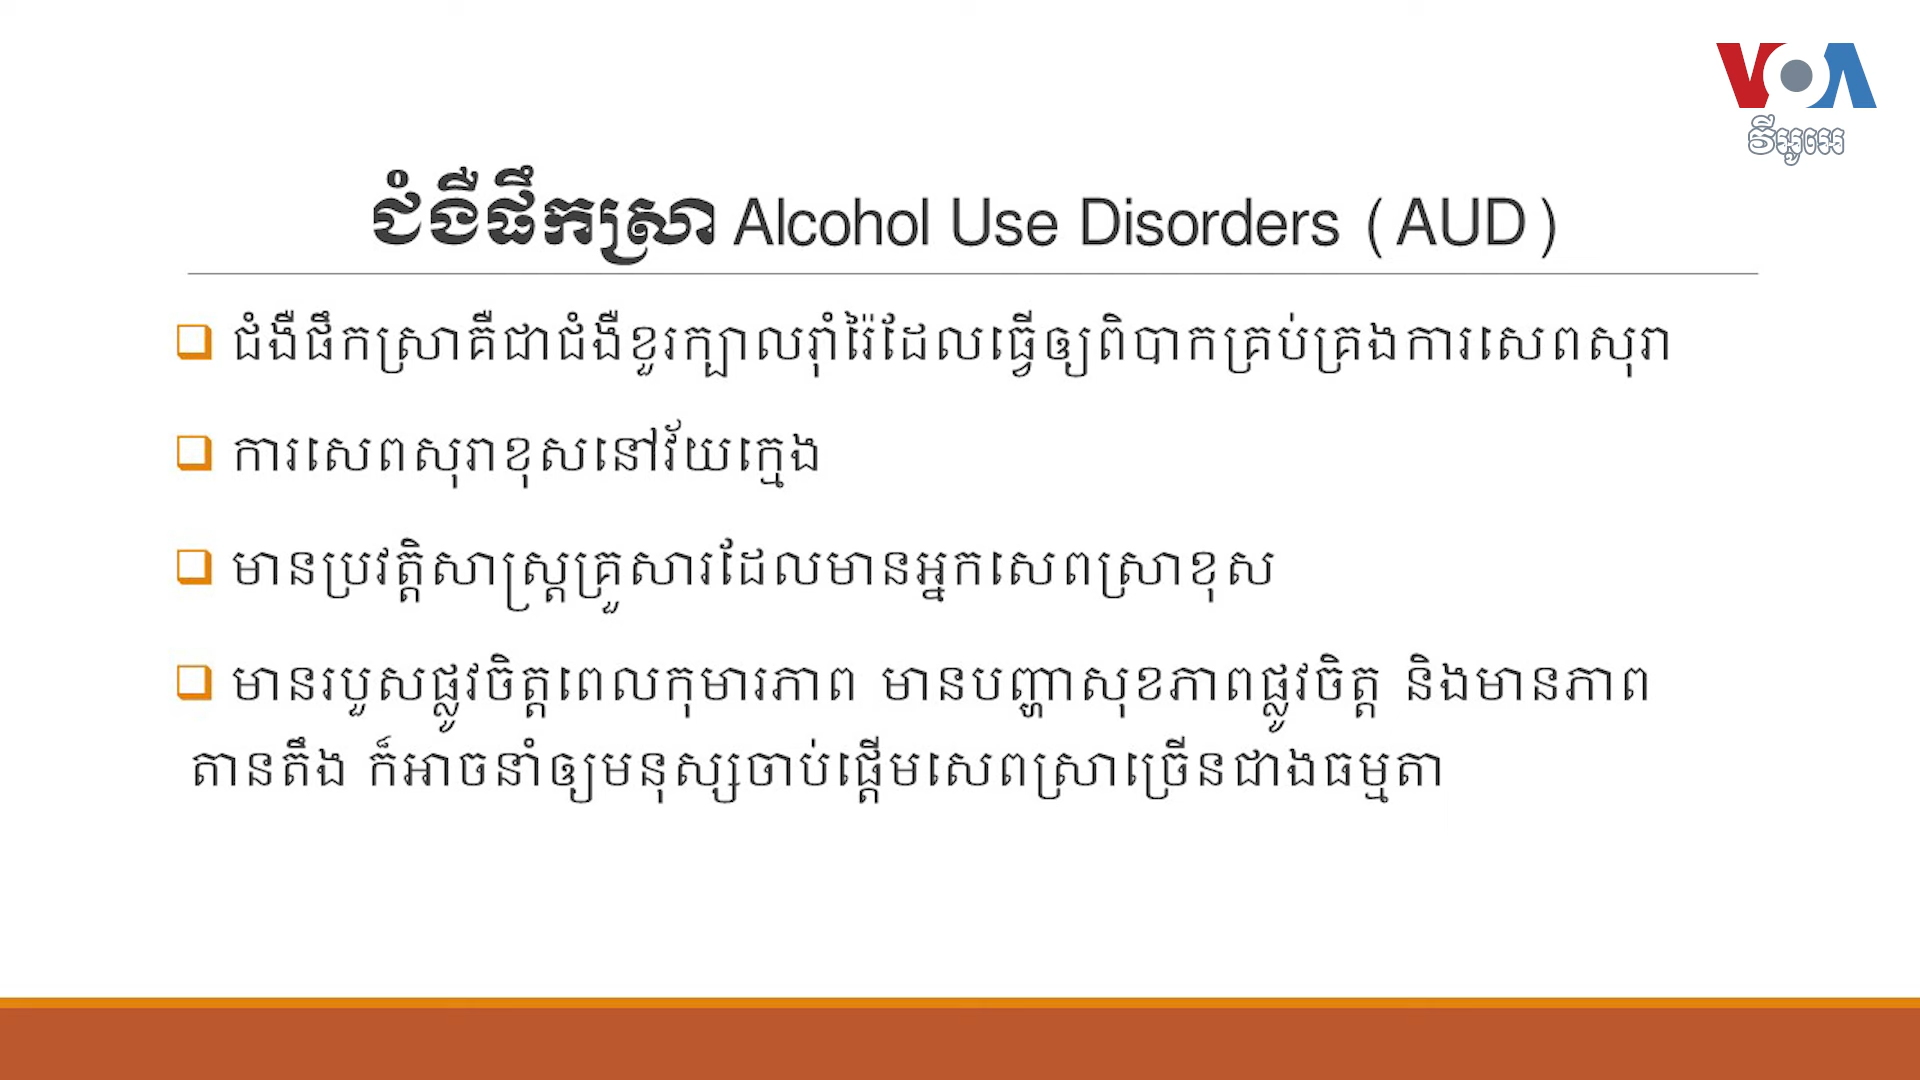 VOA
វីអូអេ
ជំងឺផឹកស្រា Alcohol Use Disorders (AUD)
ជំងឺផឹកស្រាគឺជាជំងឺខួរក្បាលរ៉ាំរ៉ៃដែលធ្វើឲ្យពិបាកគ្រប់គ្រងការសេពសុរា
ការសេពសុរាខុសនៅវ័យក្មេង
មានប្រវត្តិសាស្ត្រគ្រួសារដែលមានអ្នកសេពស្រាខុស
មានរបួសផ្លូវចិត្តពេលកុមារភាព មានបញ្ហាសុខភាពផ្លូវចិត្ត និងមានភាព
តានតឹង ក៏អាចនាំឲ្យមនុស្សចាប់ផ្តើមសេពស្រាច្រើនជាងធម្មតា